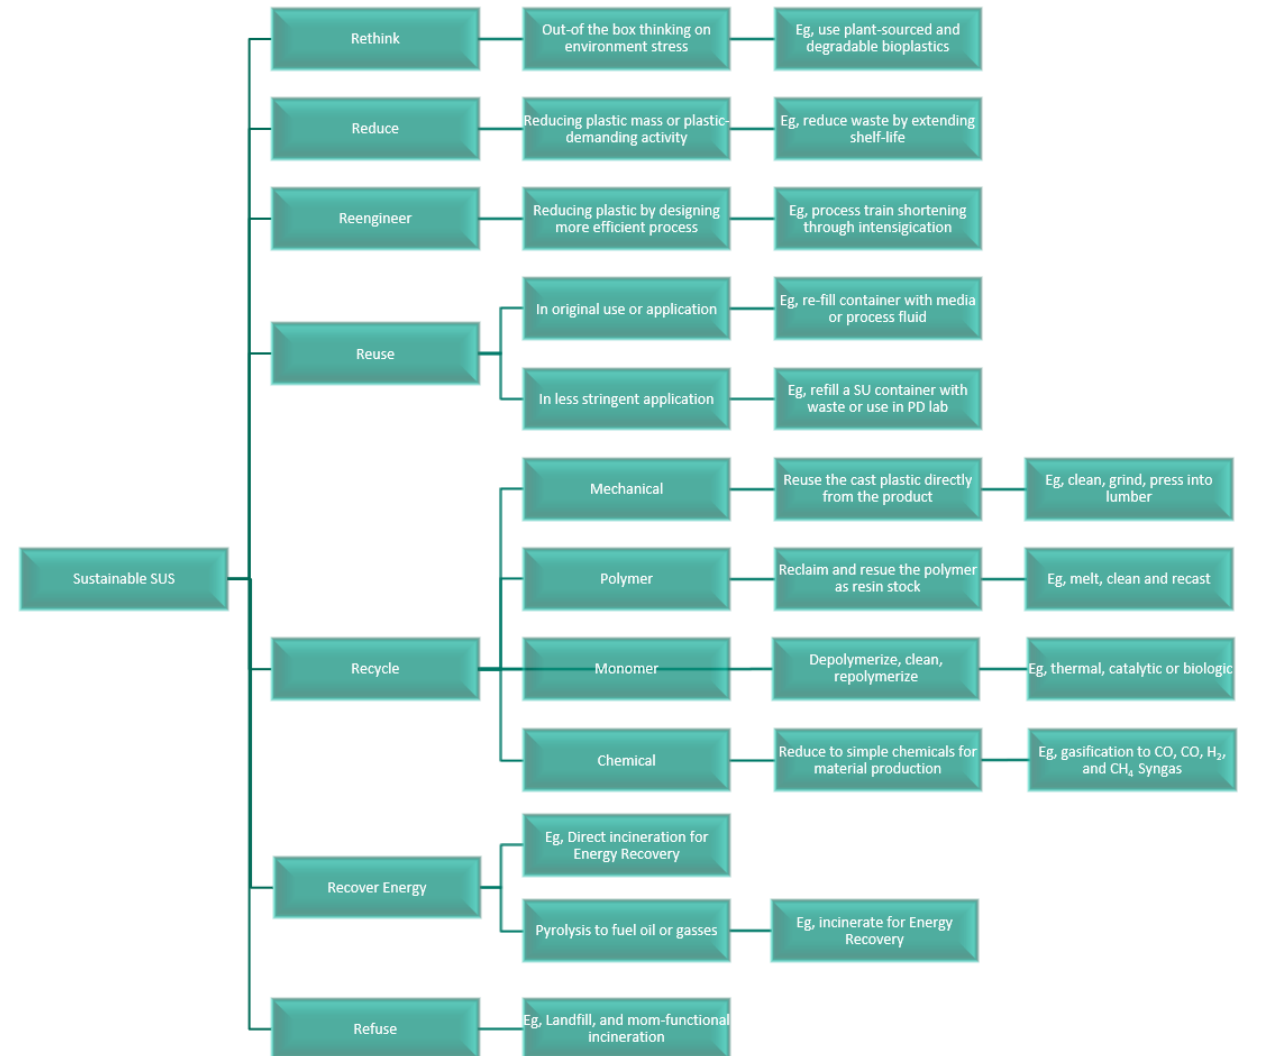 Rethink
Out-of the box thinking on
environment stress
Eg, use plant-sourced and
degradable bioplastics
Reduce
Reducing plastic mass or plastic-
demanding activity
Eg, reduce waste by extending
shelf-life
Reengineer
Reducing plastic by designing
more efficient process
Eg, process train shortening
through intensigication
Reuse
In original use or application
Eg, re-fill container with media
or process fluid
In less stringent application
Eg, refill a SU container with
waste or use in PD lab
Sustainable SUS
Recycle
Mechanical
Reuse the cast plastic directly
from the product
Eg, clean, grind, press into
lumber
Polymer
Reclaim and resue the polymer
as resin stock
Eg, melt, clean and recast
Monomer
Depolymerize, clean,
repolymerize
Eg, thermal, catalytic or biologic
Chemical
Reduce to simple chemicals for
material production
Eg, gasification to CO, CO, H₂,
and CH₄ Syngas
Recover Energy
Eg, Direct incineration for
Energy Recovery
Pyrolysis to fuel oil or gasses
Eg, incinerate for Energy
Recovery
Refuse
Eg, Landfill, and mom-functional
incineration